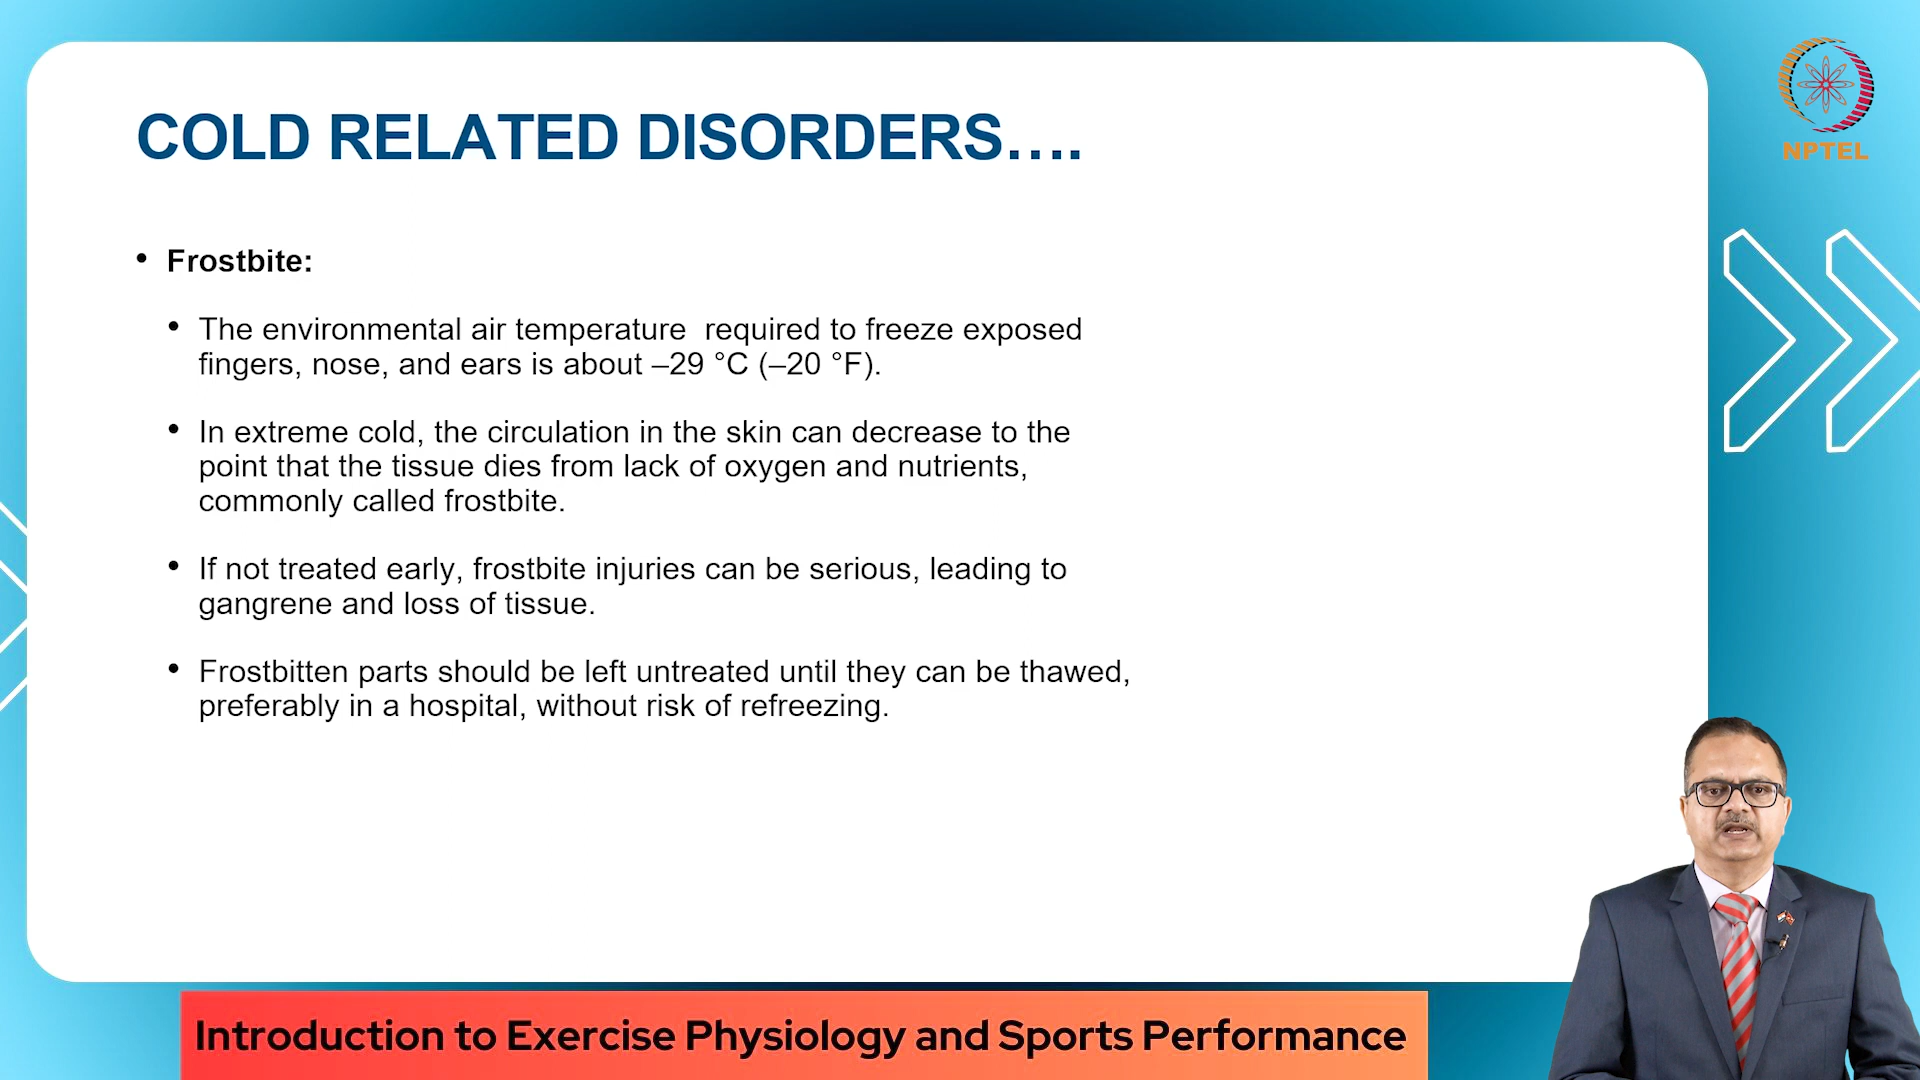 COLD RELATED DISORDERS....
NPTEL
• Frostbite:
• The environmental air temperature  required to freeze exposed
fingers, nose, and ears is about –29 °C (–20 °F).
• In extreme cold, the circulation in the skin can decrease to the
point that the tissue dies from lack of oxygen and nutrients,
commonly called frostbite.
• If not treated early, frostbite injuries can be serious, leading to
gangrene and loss of tissue.
• Frostbitten parts should be left untreated until they can be thawed,
preferably in a hospital, without risk of refreezing.
Introduction to Exercise Physiology and Sports Performance